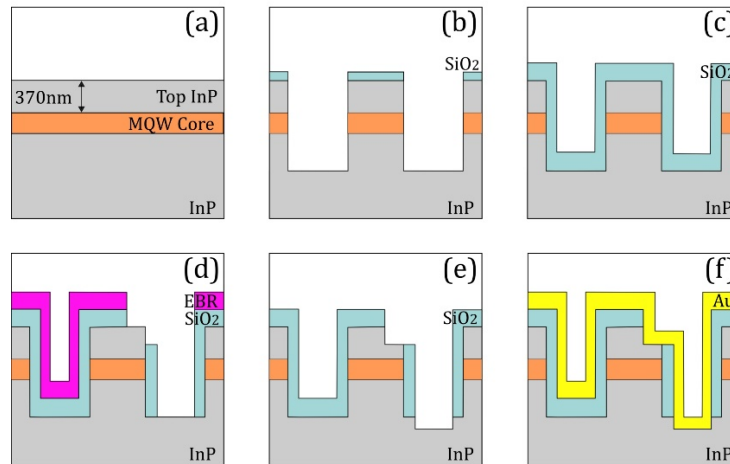 (a)
370nm
Top InP
MQW Core
InP
(b)
SiO2
InP
(c)
SiO2
InP
(d)
EBR
SiO2
InP
(e)
SiO2
InP
(f)
Au
InP